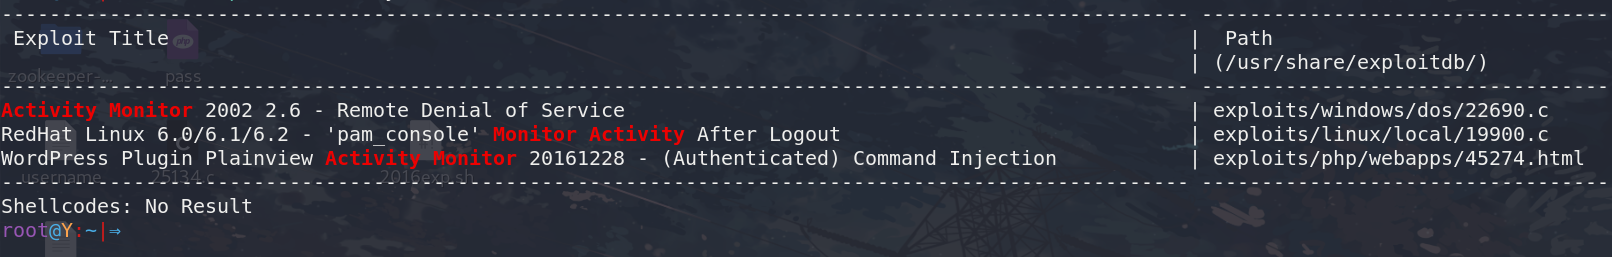 Exploit Title | Path
| (/usr/share/exploitdb/)
php
zookeeper-... pass
Activity Monitor 2002 2.6 - Remote Denial of Service | exploits/windows/dos/22690.c
RedHat Linux 6.0/6.1/6.2 - 'pam_console' Monitor Activity After Logout | exploits/linux/local/19900.c
WordPress Plugin Plainview Activity Monitor 20161228 - (Authenticated) Command Injection | exploits/php/webapps/45274.html
username 25134.c 2016exp.sh
Shellcodes: No Result
root@Y:~|⇒